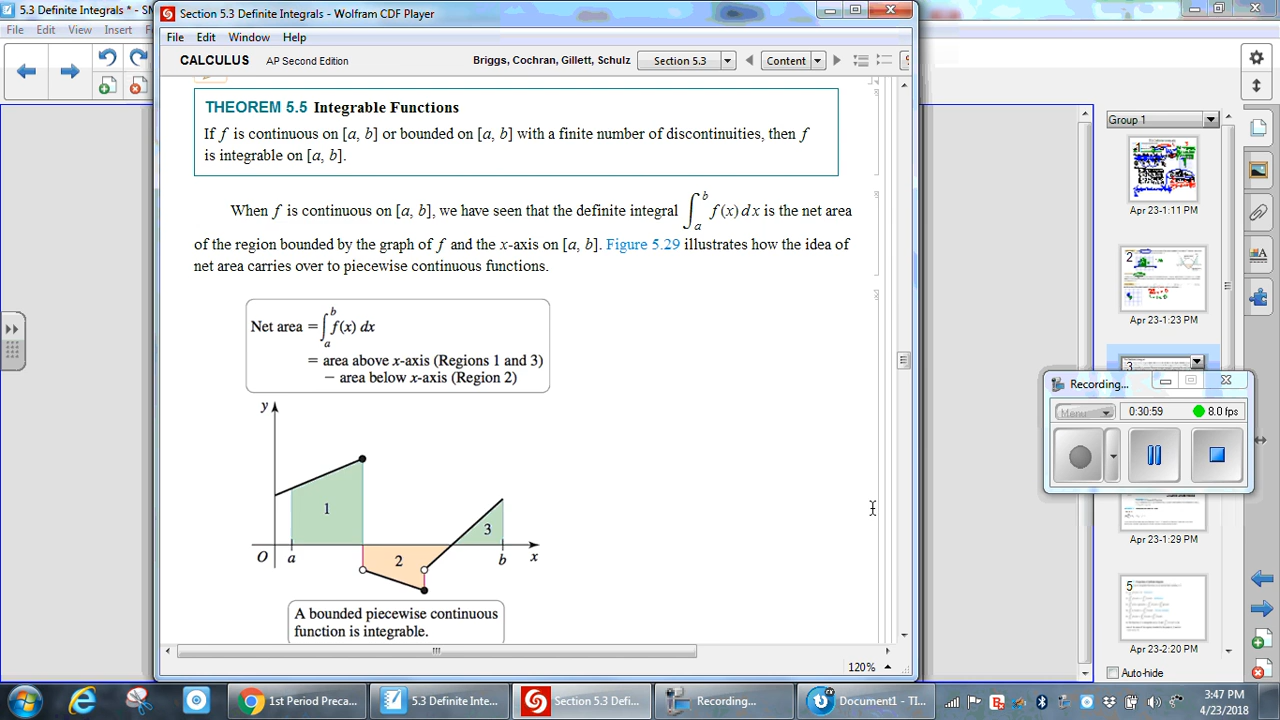 5.3 Definite Integrals * - SN
Section 5.3 Definite Integrals - Wolfram CDF Player
File Edit View Insert
File Edit Window Help
CALCULUS AP Second Edition
Briggs, Cochran, Gillett, Schulz Section 5.3 Content
THEOREM 5.5 Integrable Functions
If f is continuous on [a, b] or bounded on [a, b] with a finite number of discontinuities, then f
is integrable on [a, b].
When f is continuous on [a, b], we have seen that the definite integral ∫_a^b f(x) dx is the net area
of the region bounded by the graph of f and the x-axis on [a, b]. Figure 5.29 illustrates how the idea of
net area carries over to piecewise continuous functions.
Net area = ∫_a^b f(x) dx
= area above x-axis (Regions 1 and 3)
− area below x-axis (Region 2)
y
1
3
2
O a b x
A bounded piecewise continuous
function is integrable.
120%
Group 1
1
Apr 23-1:11 PM
2
Apr 23-1:23 PM
3
Recording...
Menu 0:30:59 8.0 fps
Apr 23-1:29 PM
5
Apr 23-2:20 PM
Auto-hide
1st Period Preca...
5.3 Definite Inte...
Section 5.3 Defi...
Recording...
Document1 - TI...
3:47 PM
4/23/2018